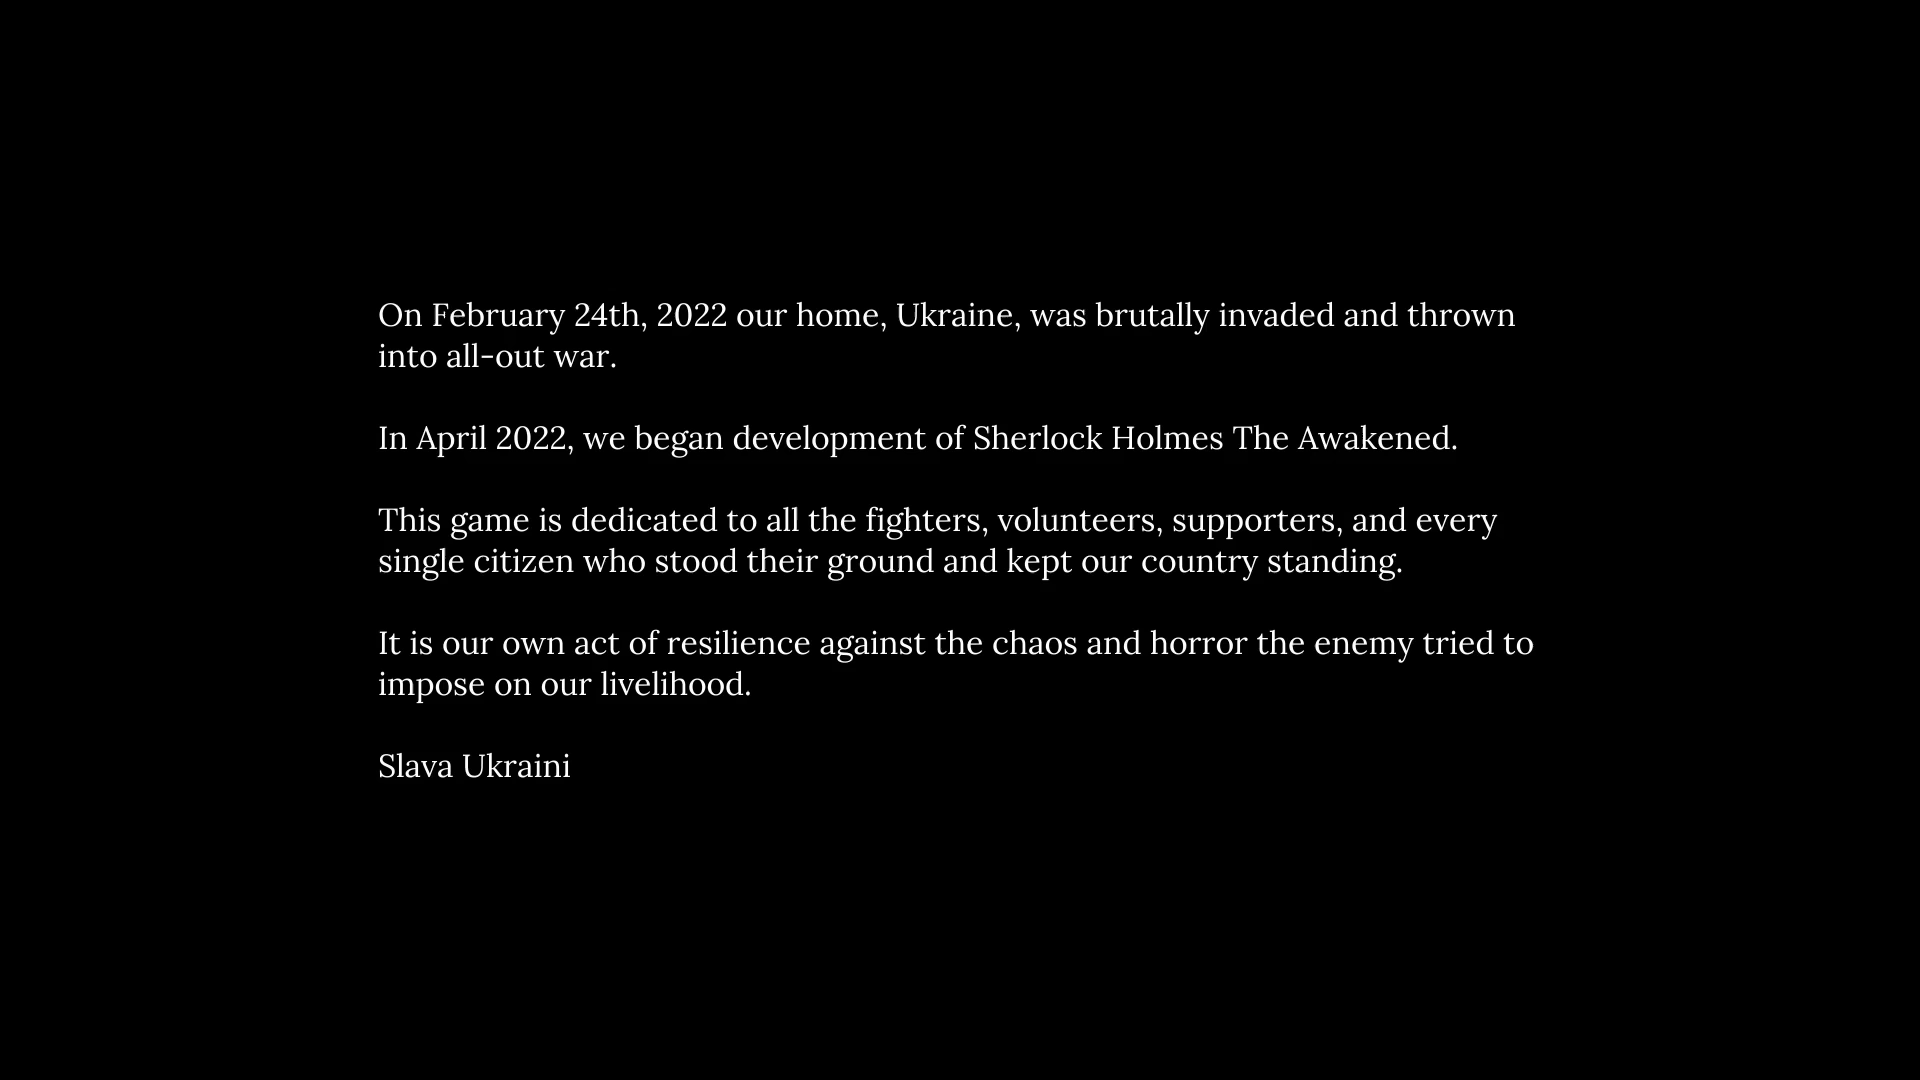 On February 24th, 2022 our home, Ukraine, was brutally invaded and thrown
into all-out war.
In April 2022, we began development of Sherlock Holmes The Awakened.
This game is dedicated to all the fighters, volunteers, supporters, and every
single citizen who stood their ground and kept our country standing.
It is our own act of resilience against the chaos and horror the enemy tried to
impose on our livelihood.
Slava Ukraini